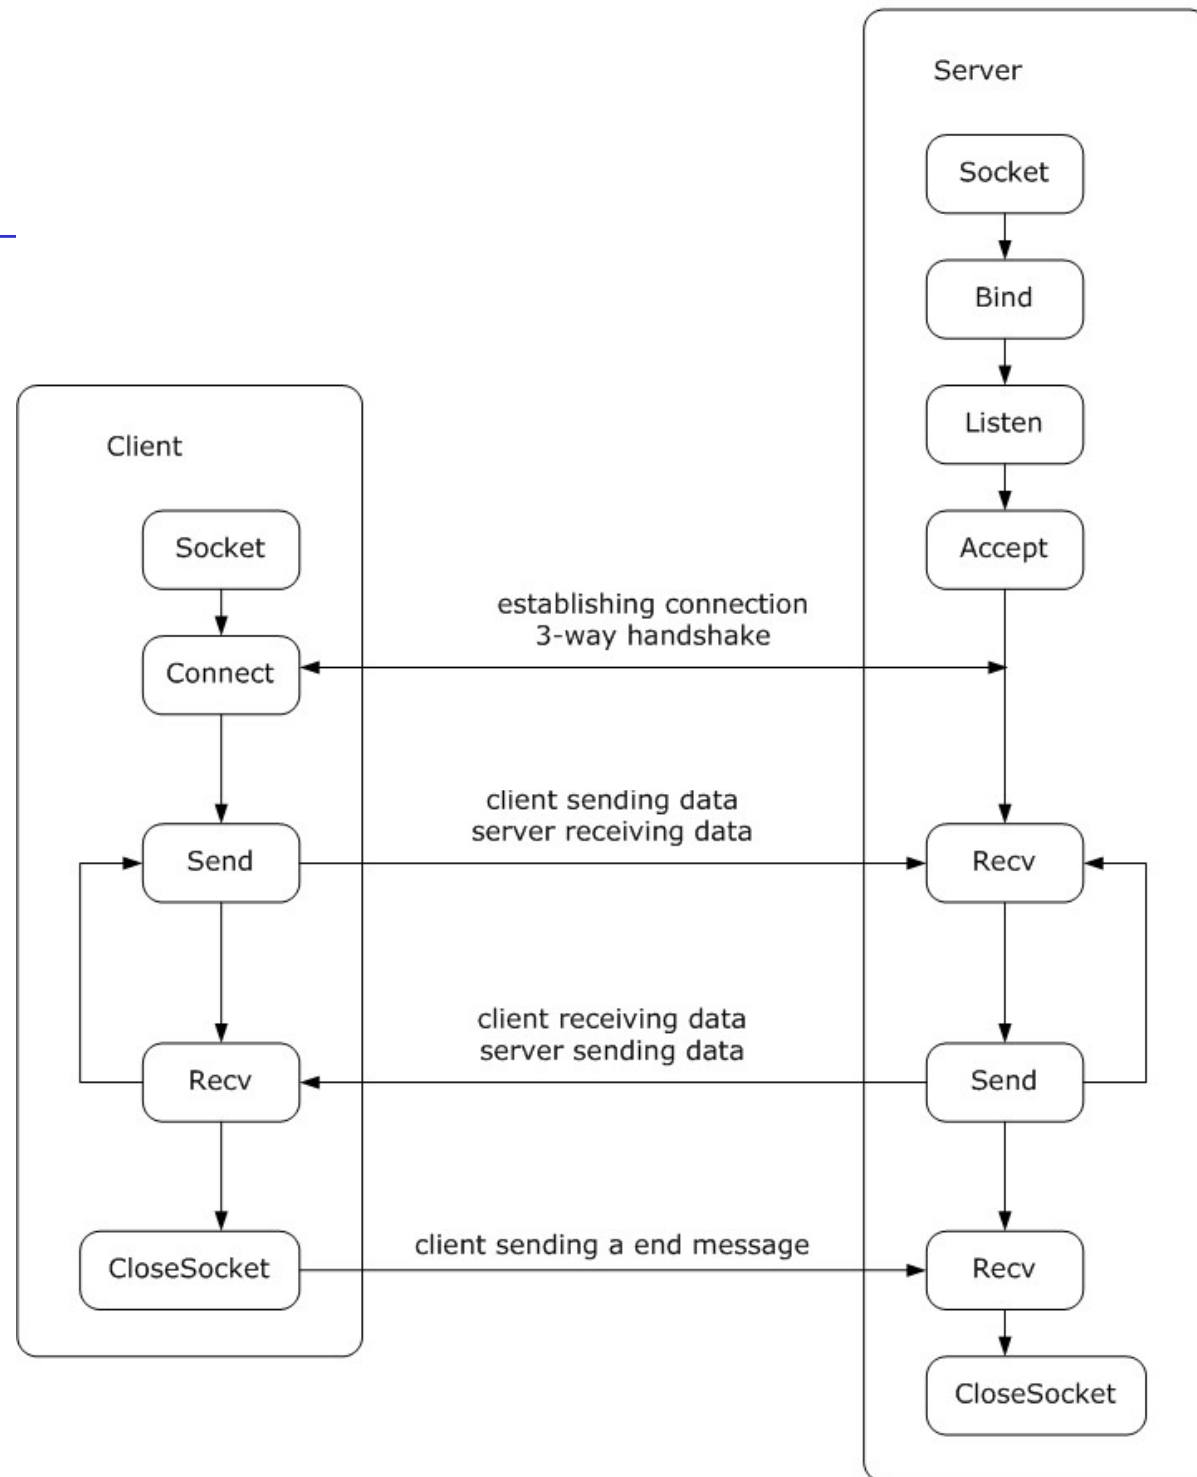 Server
Socket
Bind
Listen
Accept
Client
Socket
Connect
establishing connection
3-way handshake
client sending data
server receiving data
Send
Recv
client receiving data
server sending data
Recv
Send
CloseSocket
client sending a end message
Recv
CloseSocket